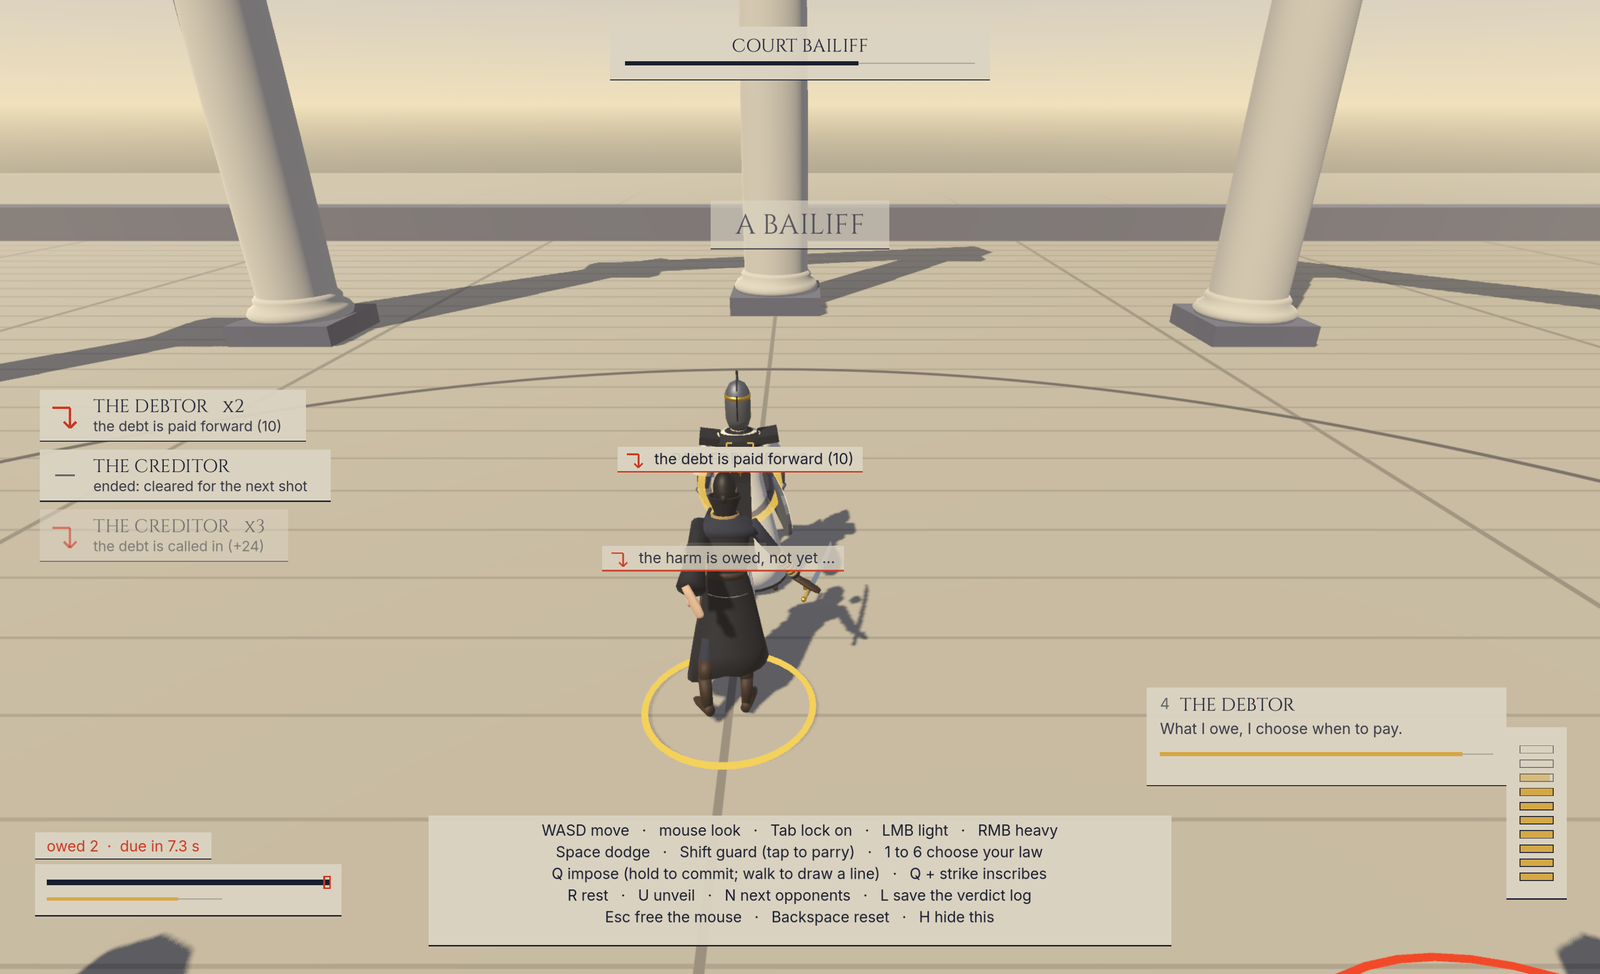 COURT BAILIFF
A BAILIFF
THE DEBTOR x2
the debt is paid forward (10)
THE CREDITOR
ended: cleared for the next shot
THE CREDITOR x3
the debt is called in (+24)
the debt is paid forward (10)
the harm is owed, not yet ...
4 THE DEBTOR
What I owe, I choose when to pay.
owed 2 · due in 7.3 s
WASD move · mouse look · Tab lock on · LMB light · RMB heavy
Space dodge · Shift guard (tap to parry) · 1 to 6 choose your law
Q impose (hold to commit; walk to draw a line) · Q + strike inscribes
R rest · U unveil · N next opponents · L save the verdict log
Esc free the mouse · Backspace reset · H hide this